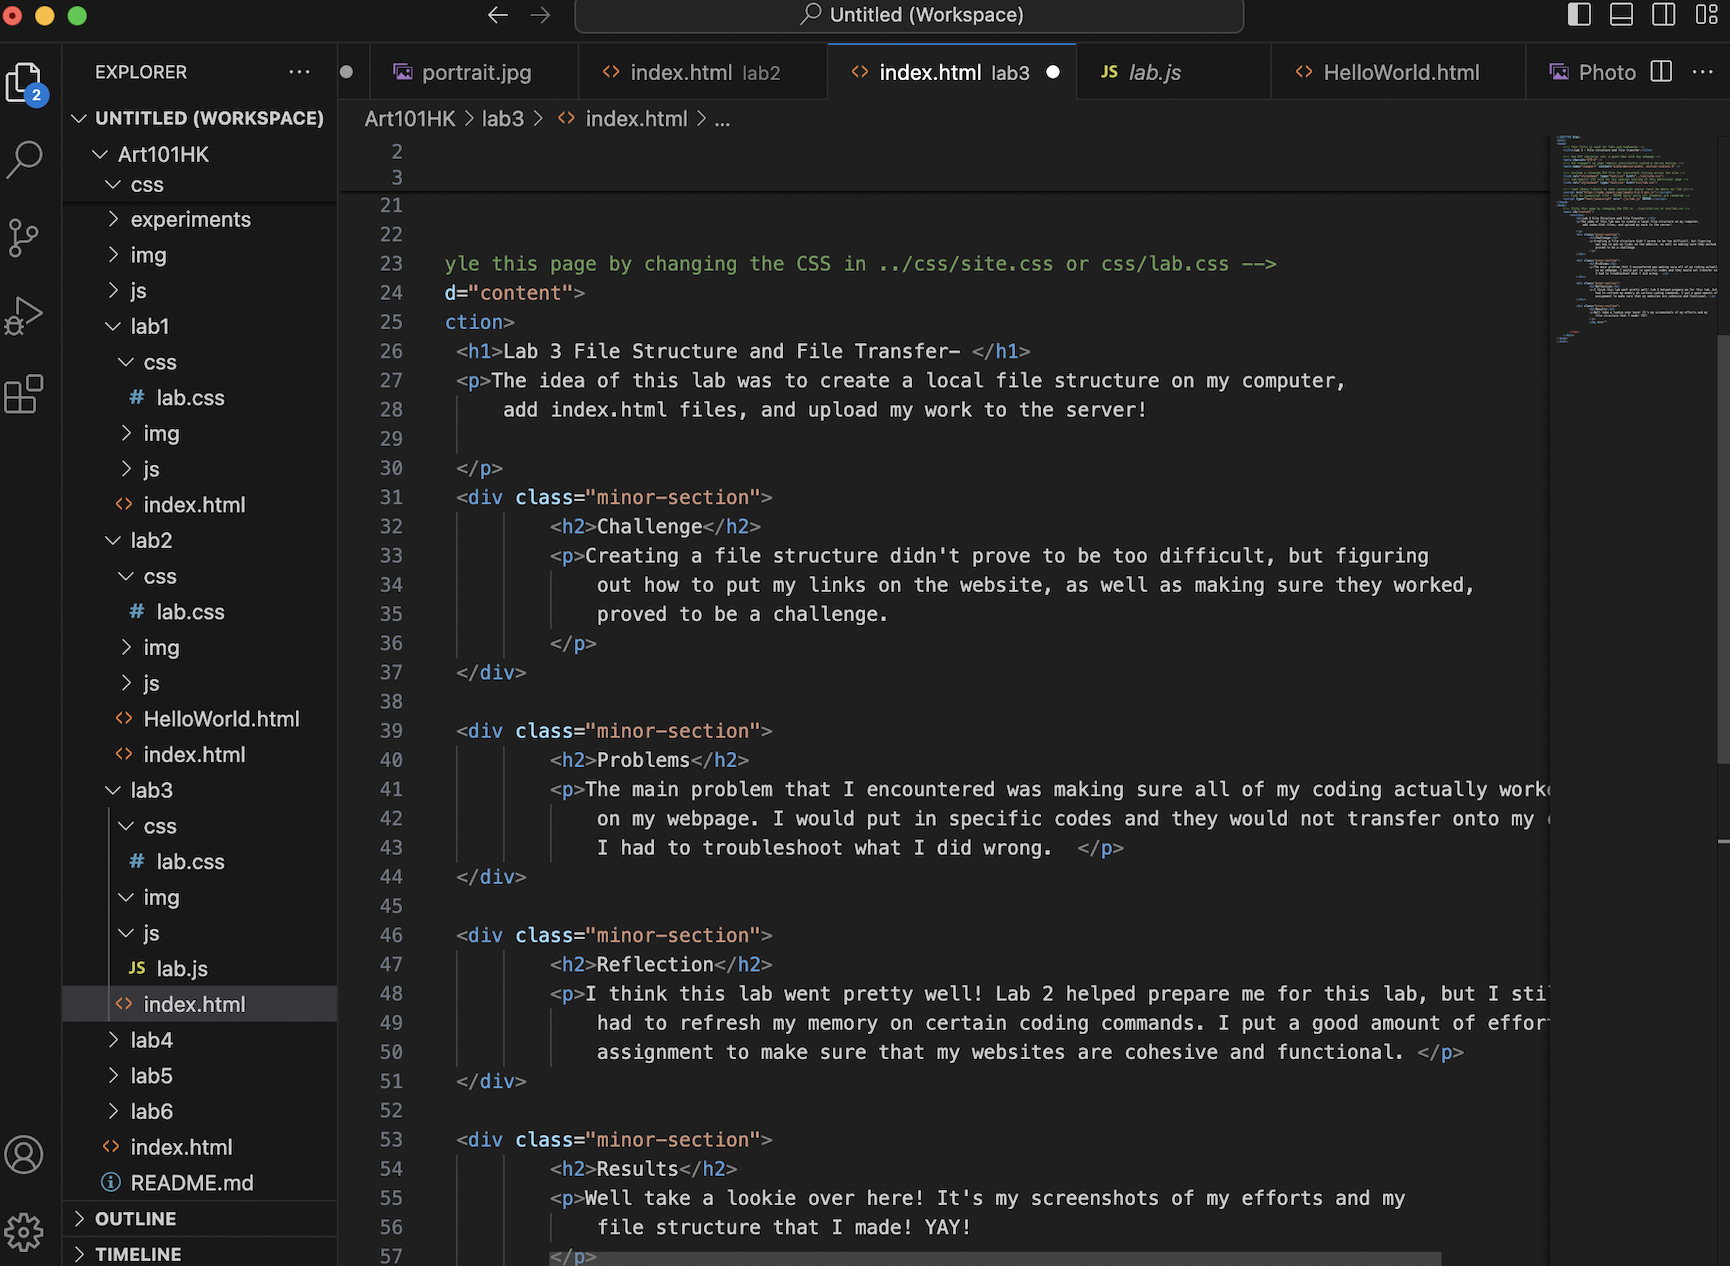 Untitled (Workspace)
EXPLORER
portrait.jpg
index.html lab2
index.html lab3
JS lab.js
HelloWorld.html
Photo
2
UNTITLED (WORKSPACE)
Art101HK
css
experiments
img
js
lab1
css
# lab.css
img
js
index.html
lab2
css
# lab.css
img
js
HelloWorld.html
index.html
lab3
css
# lab.css
img
js
JS lab.js
index.html
lab4
lab5
lab6
index.html
README.md
OUTLINE
TIMELINE
Art101HK > lab3 > index.html > ...
2
3
21
22
23 yle this page by changing the CSS in ../css/site.css or css/lab.css -->
24 d="content">
25 ction>
26 <h1>Lab 3 File Structure and File Transfer- </h1>
27 <p>The idea of this lab was to create a local file structure on my computer,
28 add index.html files, and upload my work to the server!
29
30 </p>
31 <div class="minor-section">
32 <h2>Challenge</h2>
33 <p>Creating a file structure didn't prove to be too difficult, but figuring
34 out how to put my links on the website, as well as making sure they worked,
35 proved to be a challenge.
36 </p>
37 </div>
38
39 <div class="minor-section">
40 <h2>Problems</h2>
41 <p>The main problem that I encountered was making sure all of my coding actually worke
42 on my webpage. I would put in specific codes and they would not transfer onto my
43 I had to troubleshoot what I did wrong. </p>
44 </div>
45
46 <div class="minor-section">
47 <h2>Reflection</h2>
48 <p>I think this lab went pretty well! Lab 2 helped prepare me for this lab, but I sti
49 had to refresh my memory on certain coding commands. I put a good amount of effor
50 assignment to make sure that my websites are cohesive and functional. </p>
51 </div>
52
53 <div class="minor-section">
54 <h2>Results</h2>
55 <p>Well take a lookie over here! It's my screenshots of my efforts and my
56 file structure that I made! YAY!
57 </p>